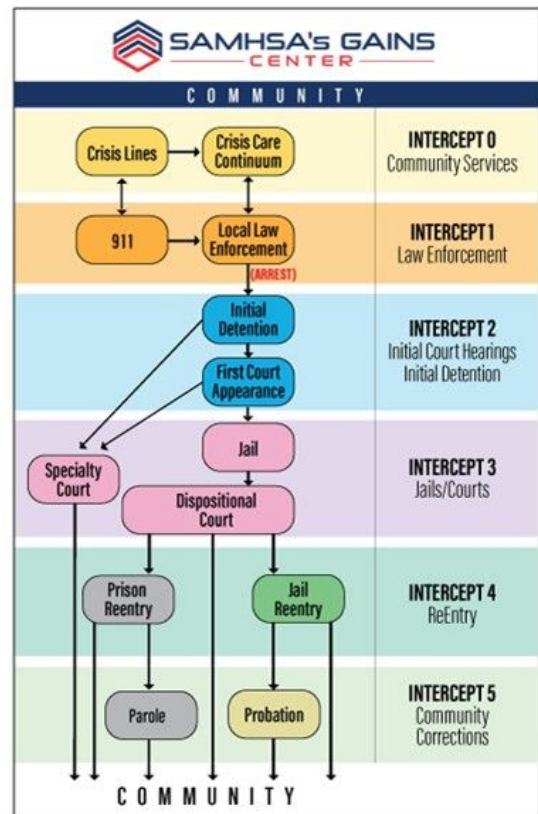 SAMHSA's GAINS
CENTER
COMMUNITY
Crisis Lines
Crisis Care
Continuum
INTERCEPT 0
Community Services
911
Local Law
Enforcement
(ARREST)
INTERCEPT 1
Law Enforcement
Initial
Detention
First Court
Appearance
INTERCEPT 2
Initial Court Hearings
Initial Detention
Jail
Specialty
Court
Dispositional
Court
INTERCEPT 3
Jails/Courts
Prison
Reentry
Jail
Reentry
INTERCEPT 4
ReEntry
Parole
Probation
INTERCEPT 5
Community
Corrections
COMMUNITY